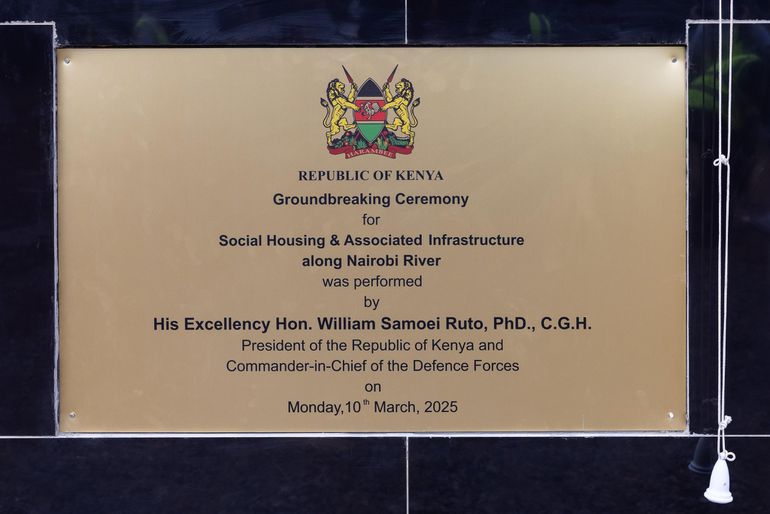 HARAMBEE
REPUBLIC OF KENYA
Groundbreaking Ceremony
for
Social Housing & Associated Infrastructure
along Nairobi River
was performed
by
His Excellency Hon. William Samoei Ruto, PhD., C.G.H.
President of the Republic of Kenya and
Commander-in-Chief of the Defence Forces
on
Monday,10th March, 2025